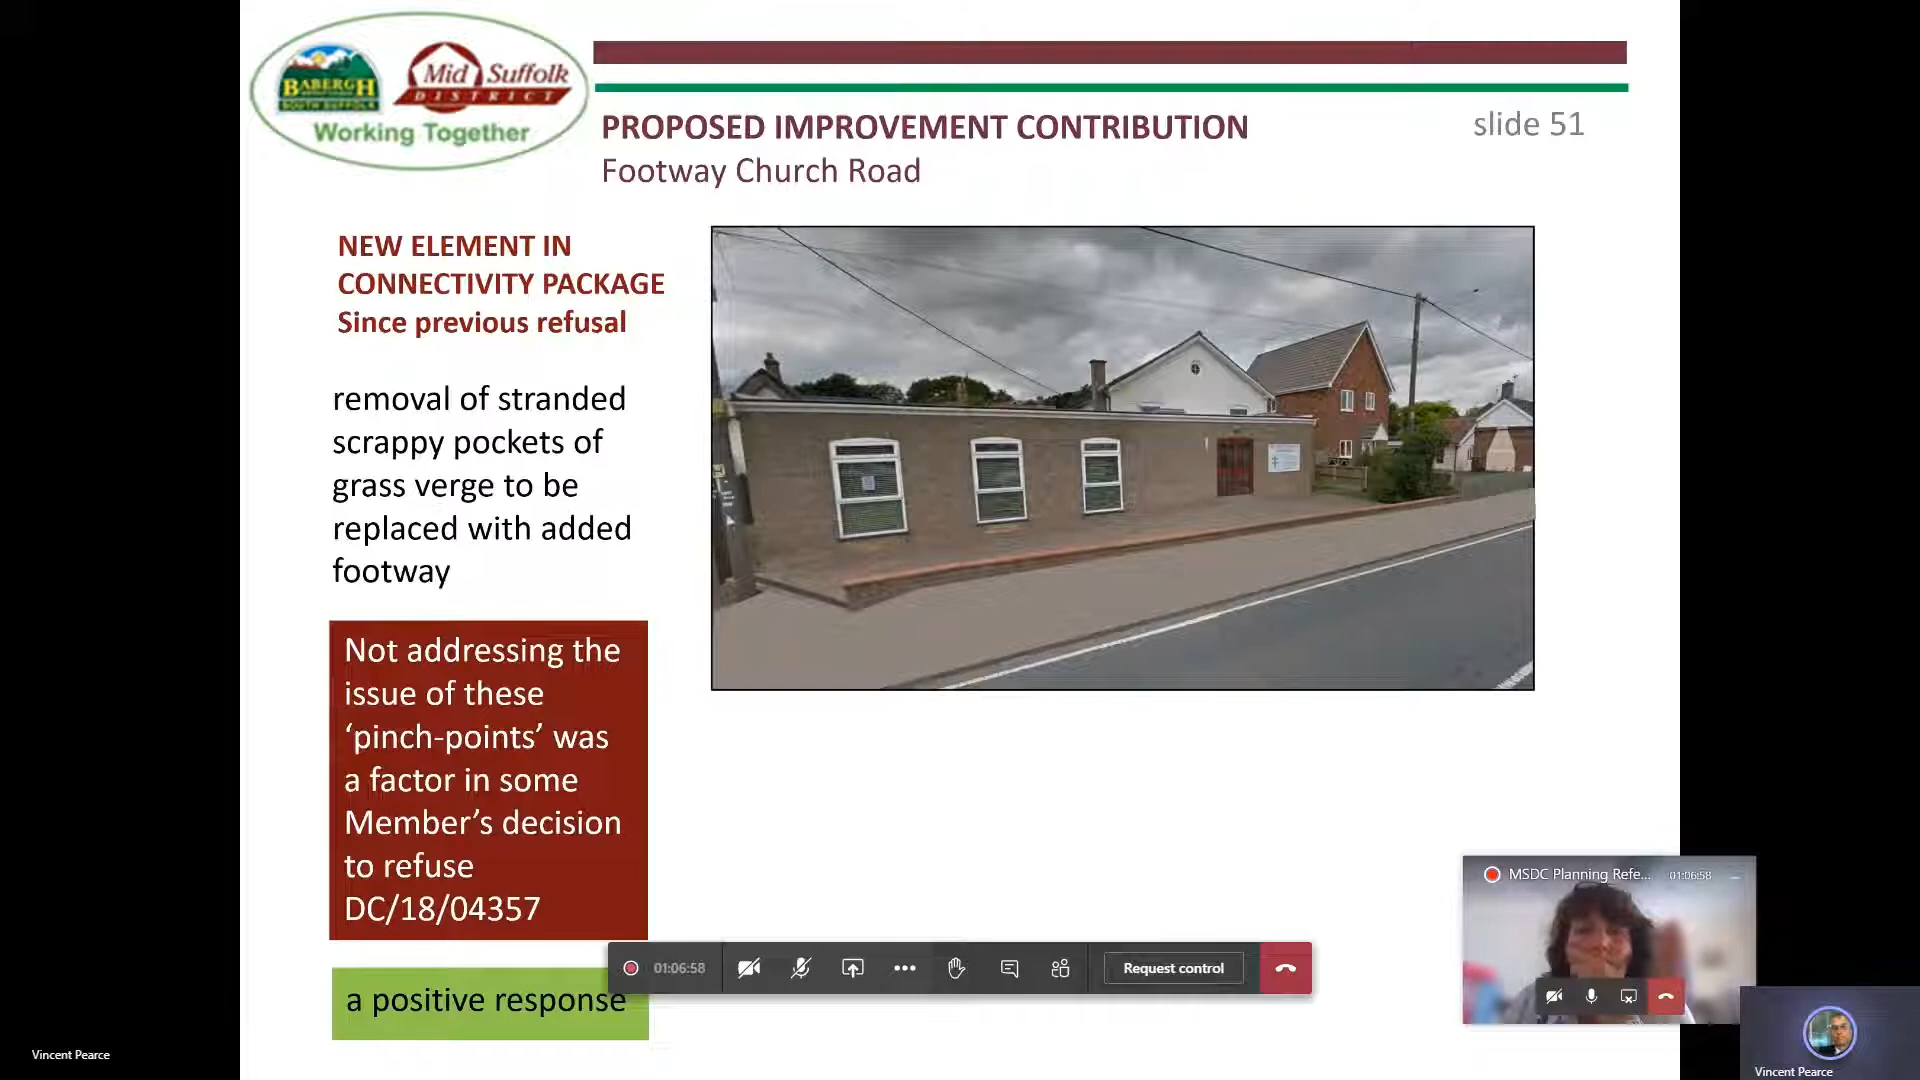 BABERGH
SOUTH SUFFOLK
Mid Suffolk
DISTRICT
Working Together
PROPOSED IMPROVEMENT CONTRIBUTION
slide 51
Footway Church Road
NEW ELEMENT IN
CONNECTIVITY PACKAGE
Since previous refusal
removal of stranded
scrappy pockets of
grass verge to be
replaced with added
footway
Not addressing the
issue of these
‘pinch-points’ was
a factor in some
Member’s decision
to refuse
DC/18/04357
a positive response
01:06:58
Request control
MSDC Planning Refe...
01:06:58
Vincent Pearce
Vincent Pearce